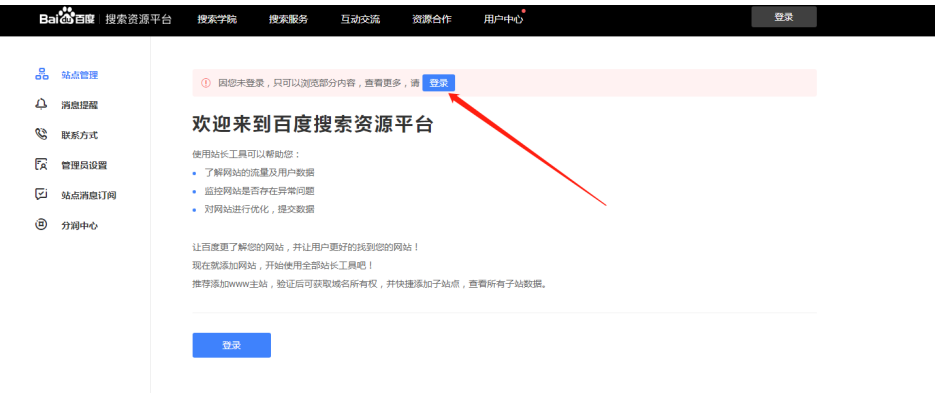 Bai百度 搜索资源平台 搜索学院 搜索服务 互动交流 资源合作 用户中心 登录
站点管理
消息提醒
联系方式
管理员设置
站点消息订阅
分润中心
因您未登录，只可以浏览部分内容，查看更多，请 登录
欢迎来到百度搜索资源平台
使用站长工具可以帮助您：
了解网站的流量及用户数据
监控网站是否存在异常问题
对网站进行优化，提交数据
让百度更了解您的网站，并让用户更好的找到您的网站！
现在就添加网站，开始使用全部站长工具吧！
推荐添加www主站，验证后可获取域名所有权，并快捷添加子站点，查看所有子站数据。
登录